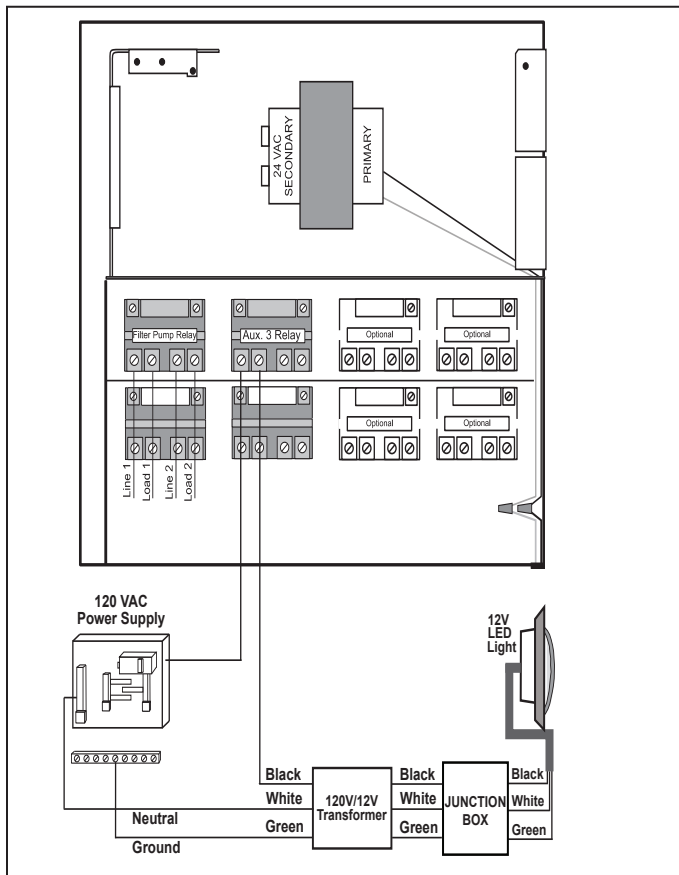 24 VAC
SECONDARY
PRIMARY
Filter Pump Relay
Aux. 3 Relay
Optional
Optional
Optional
Optional
Line 1
Load 1
Line 2
Load 2
120 VAC
Power Supply
12V
LED
Light
Black
Black
Black
White
White
White
Green
Green
Green
120V/12V
Transformer
JUNCTION
BOX
Neutral
Ground